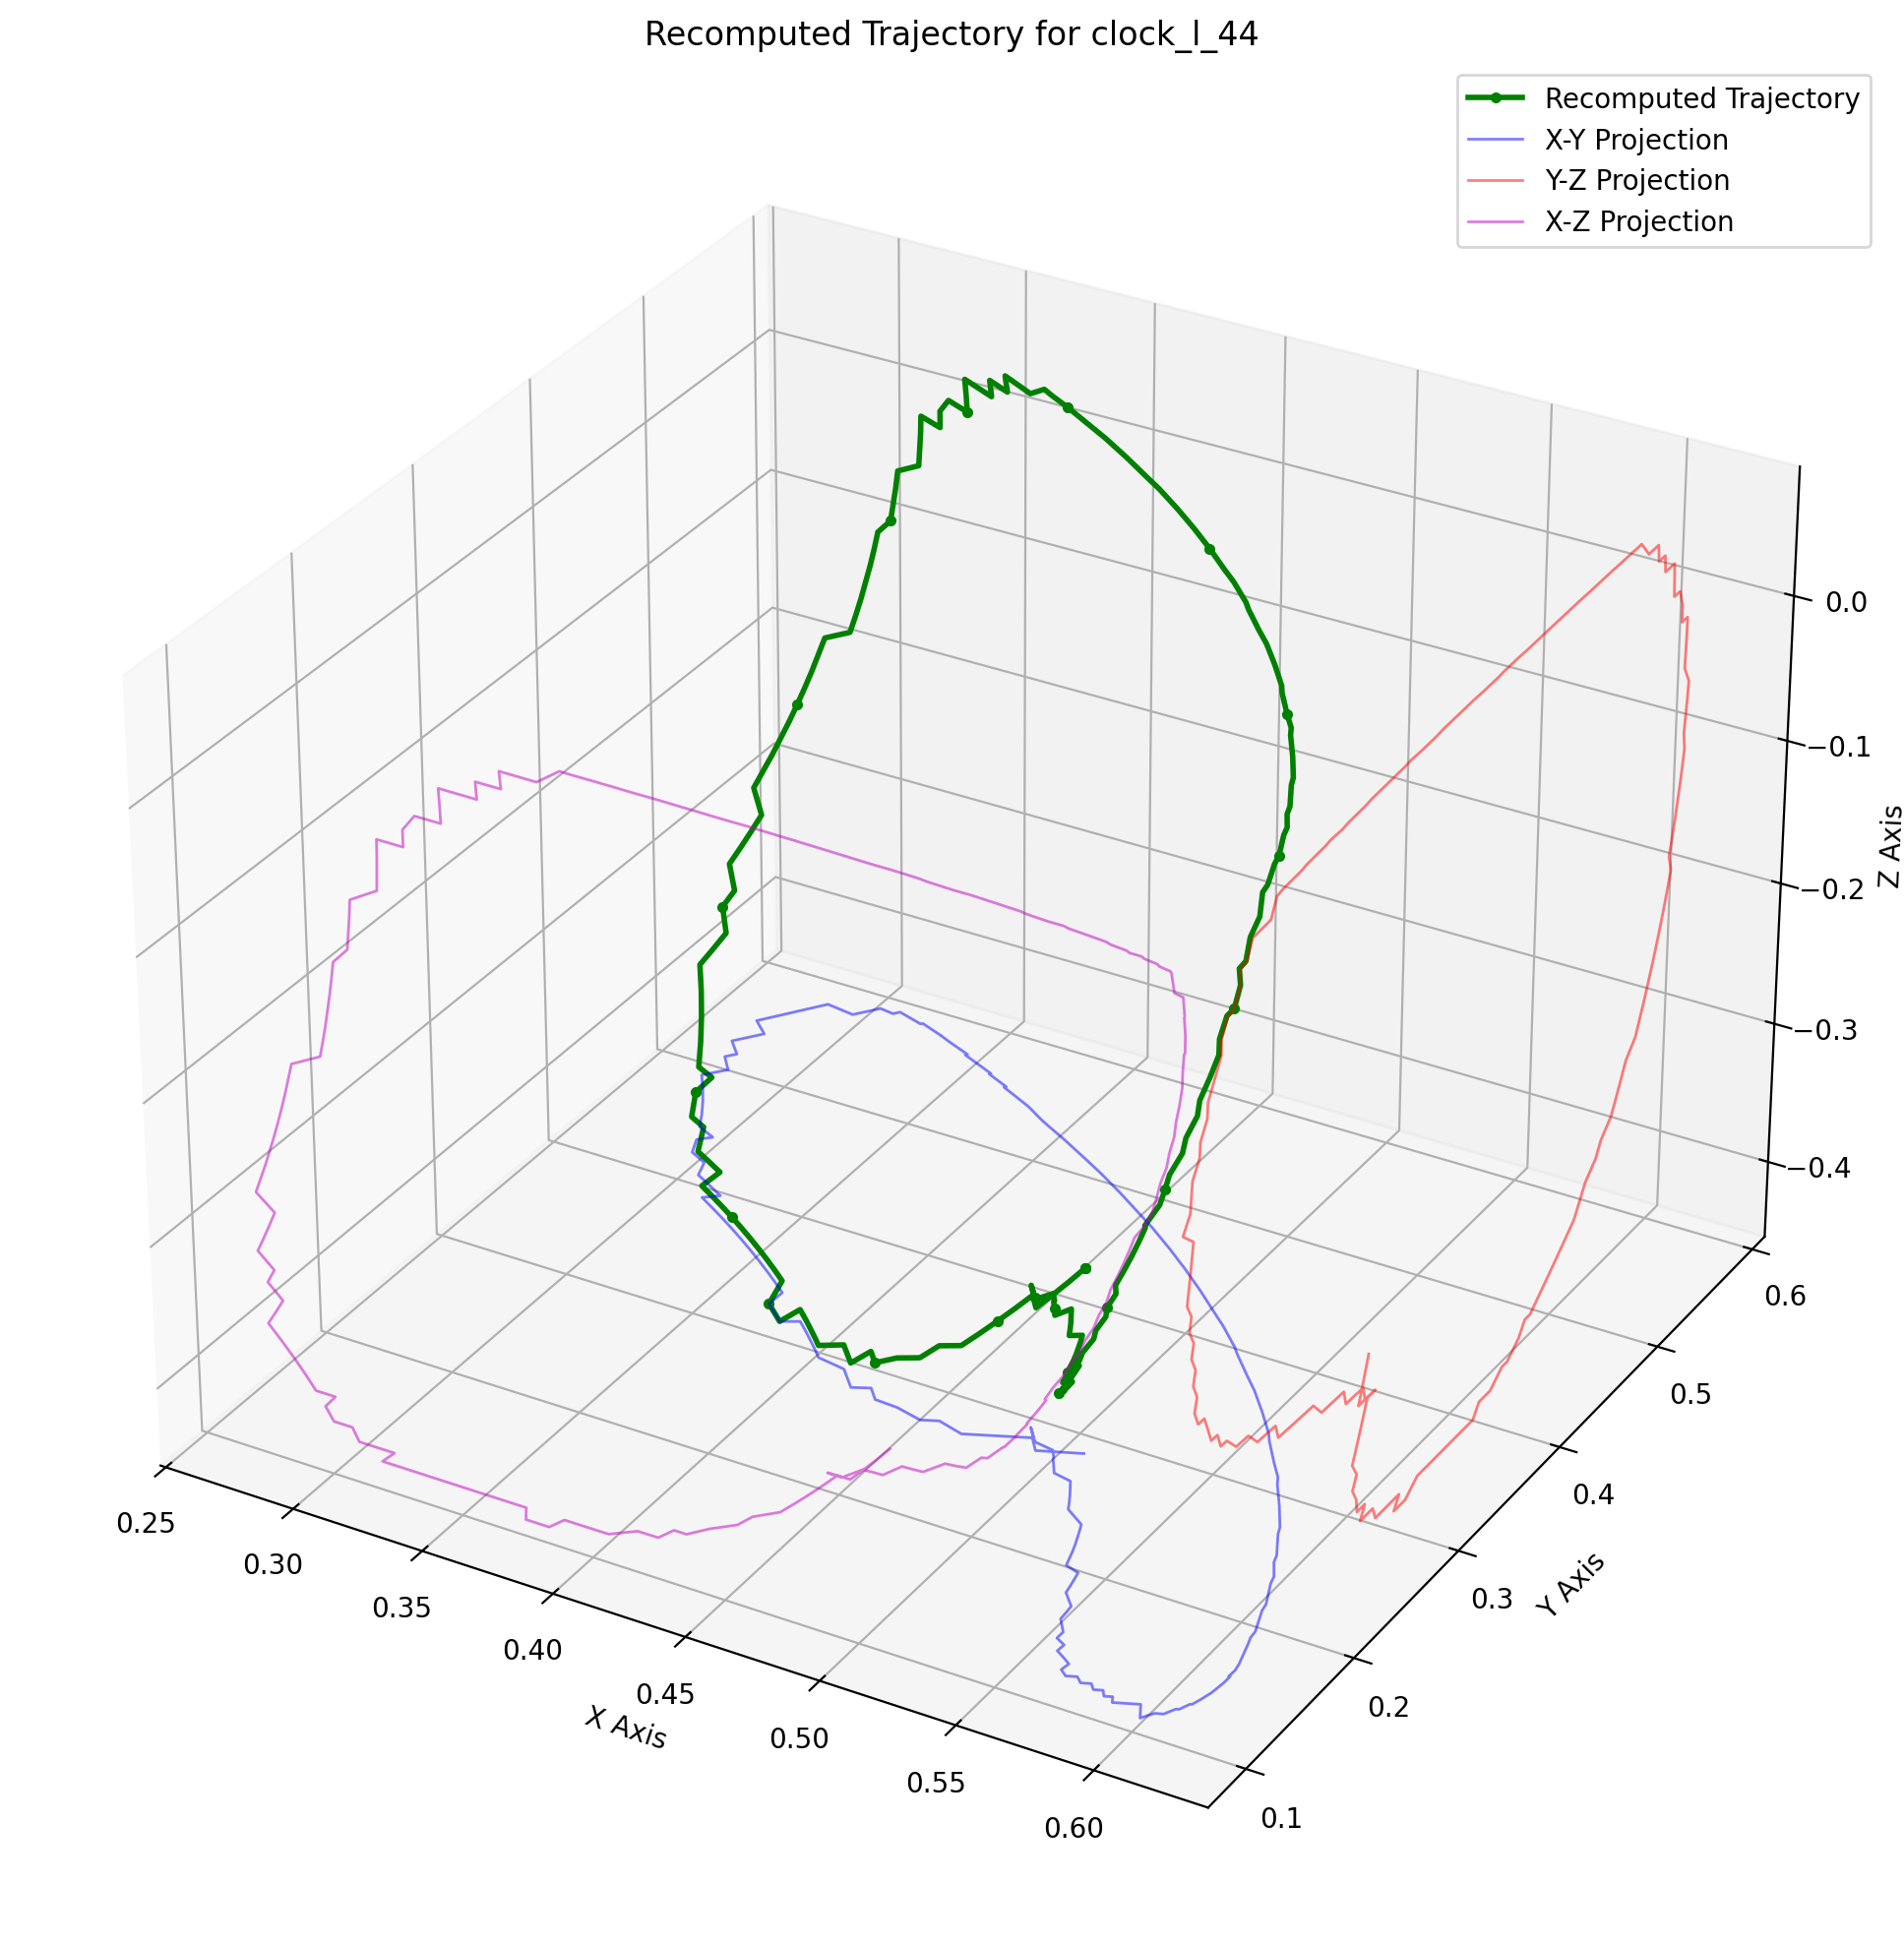 Recomputed Trajectory for clock_l_44
Recomputed Trajectory
X-Y Projection
Y-Z Projection
X-Z Projection
0.0
−0.1
−0.2
−0.3
−0.4
Z Axis
0.6
0.5
0.4
0.3
0.2
0.1
Y Axis
0.25
0.30
0.35
0.40
0.45
0.50
0.55
0.60
X Axis